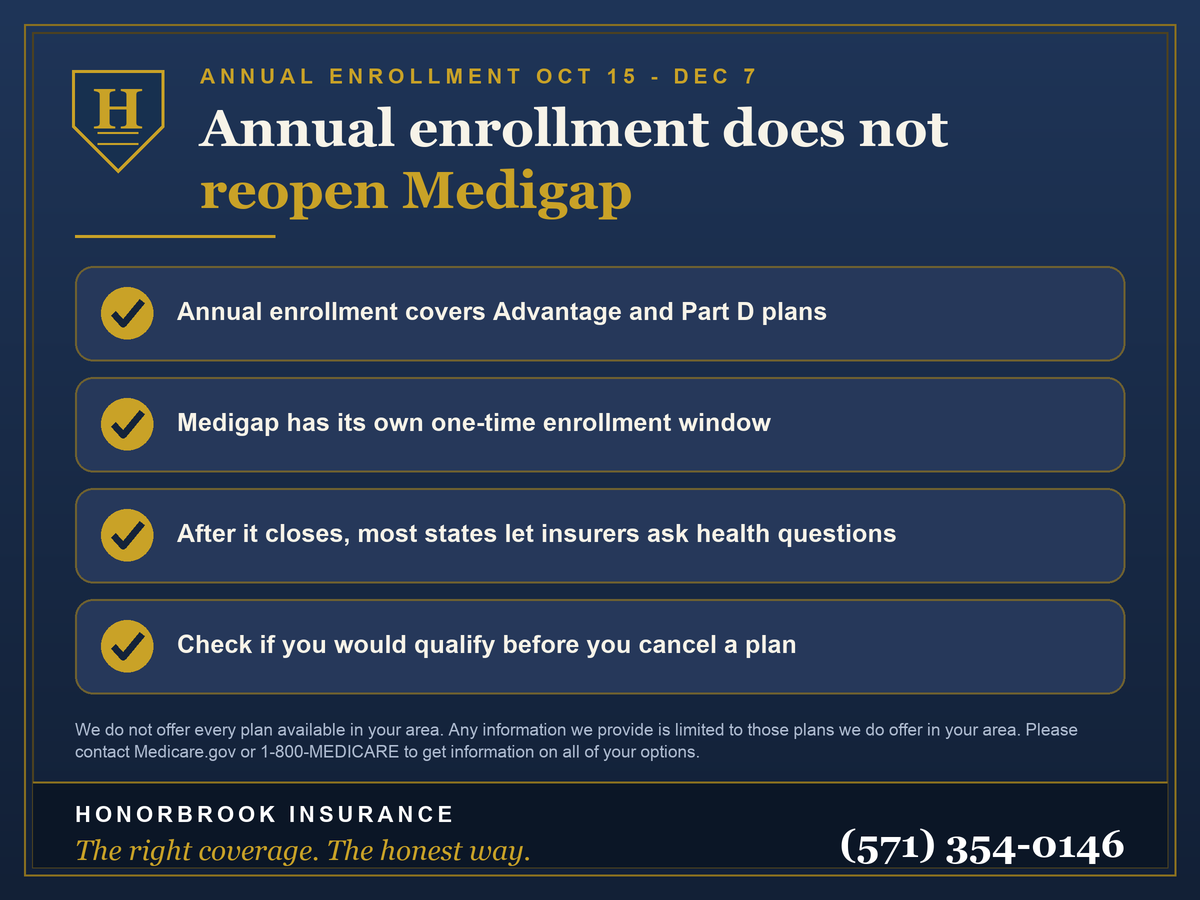 H
ANNUAL ENROLLMENT OCT 15 - DEC 7
Annual enrollment does not
reopen Medigap
Annual enrollment covers Advantage and Part D plans
Medigap has its own one-time enrollment window
After it closes, most states let insurers ask health questions
Check if you would qualify before you cancel a plan
We do not offer every plan available in your area. Any information we provide is limited to those plans we do offer in your area. Please
contact Medicare.gov or 1-800-MEDICARE to get information on all of your options.
HONORBROOK INSURANCE
The right coverage. The honest way.
(571) 354-0146